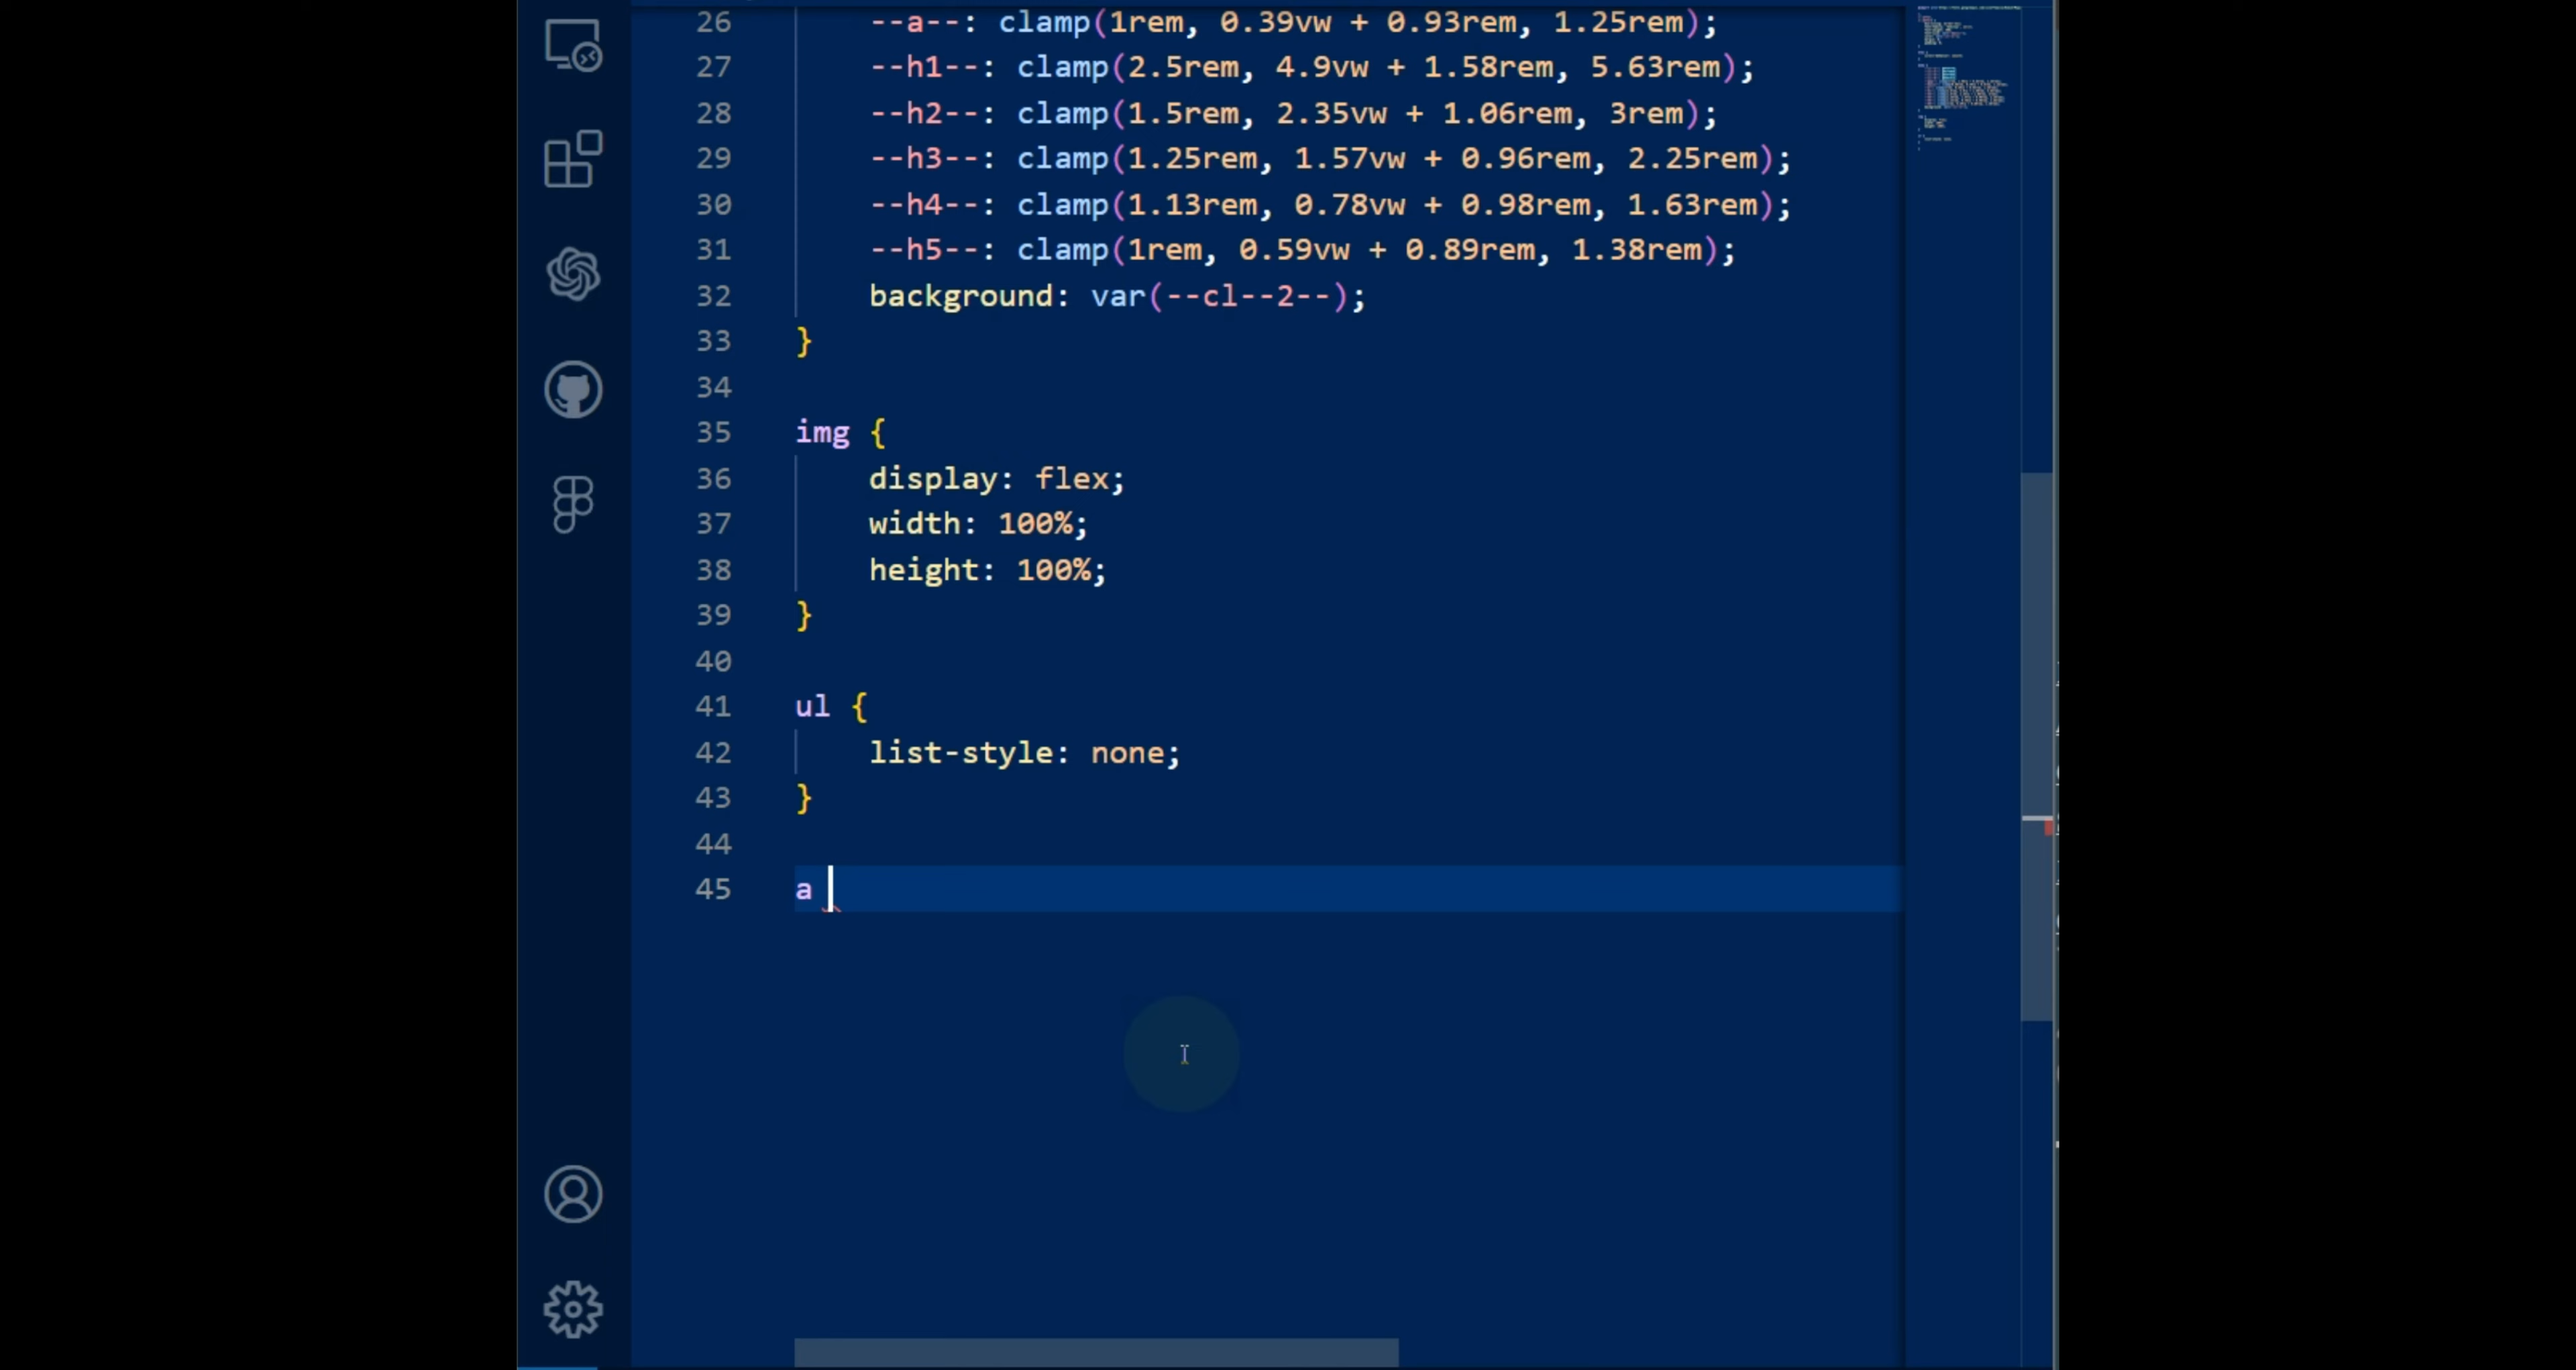 26 --a--: clamp(1rem, 0.39vw + 0.93rem, 1.25rem);
27 --h1--: clamp(2.5rem, 4.9vw + 1.58rem, 5.63rem);
28 --h2--: clamp(1.5rem, 2.35vw + 1.06rem, 3rem);
29 --h3--: clamp(1.25rem, 1.57vw + 0.96rem, 2.25rem);
30 --h4--: clamp(1.13rem, 0.78vw + 0.98rem, 1.63rem);
31 --h5--: clamp(1rem, 0.59vw + 0.89rem, 1.38rem);
32 background: var(--cl--2--);
33 }
34
35 img {
36 display: flex;
37 width: 100%;
38 height: 100%;
39 }
40
41 ul {
42 list-style: none;
43 }
44
45 a